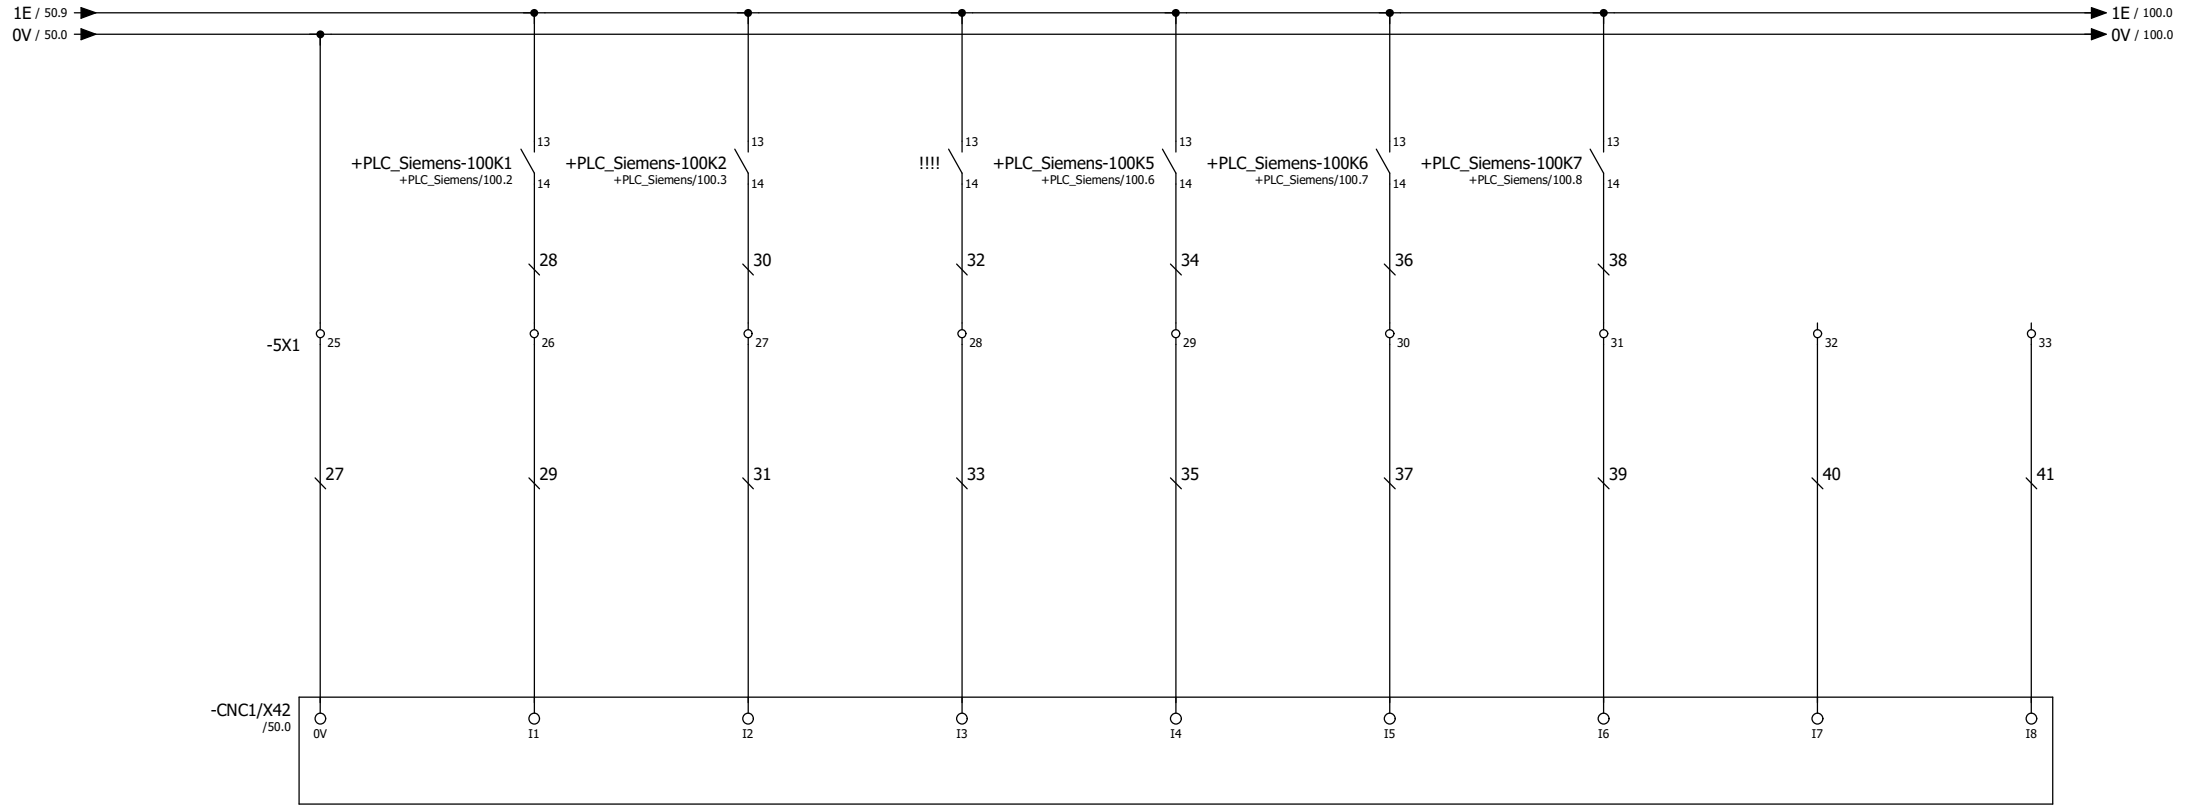 1E / 50.9
1E / 100.0
0V / 50.0
0V / 100.0
13
13
13
13
13
13
+PLC_Siemens-100K1
+PLC_Siemens-100K2
!!!!
+PLC_Siemens-100K5
+PLC_Siemens-100K6
+PLC_Siemens-100K7
+PLC_Siemens/100.2
+PLC_Siemens/100.3
+PLC_Siemens/100.6
+PLC_Siemens/100.7
+PLC_Siemens/100.8
14
14
14
14
14
14
28
30
32
34
36
38
-5X1
25
26
27
28
29
30
31
32
33
27
29
31
33
35
37
39
40
41
-CNC1/X42
/50.0
0V
I1
I2
I3
I4
I5
I6
I7
I8